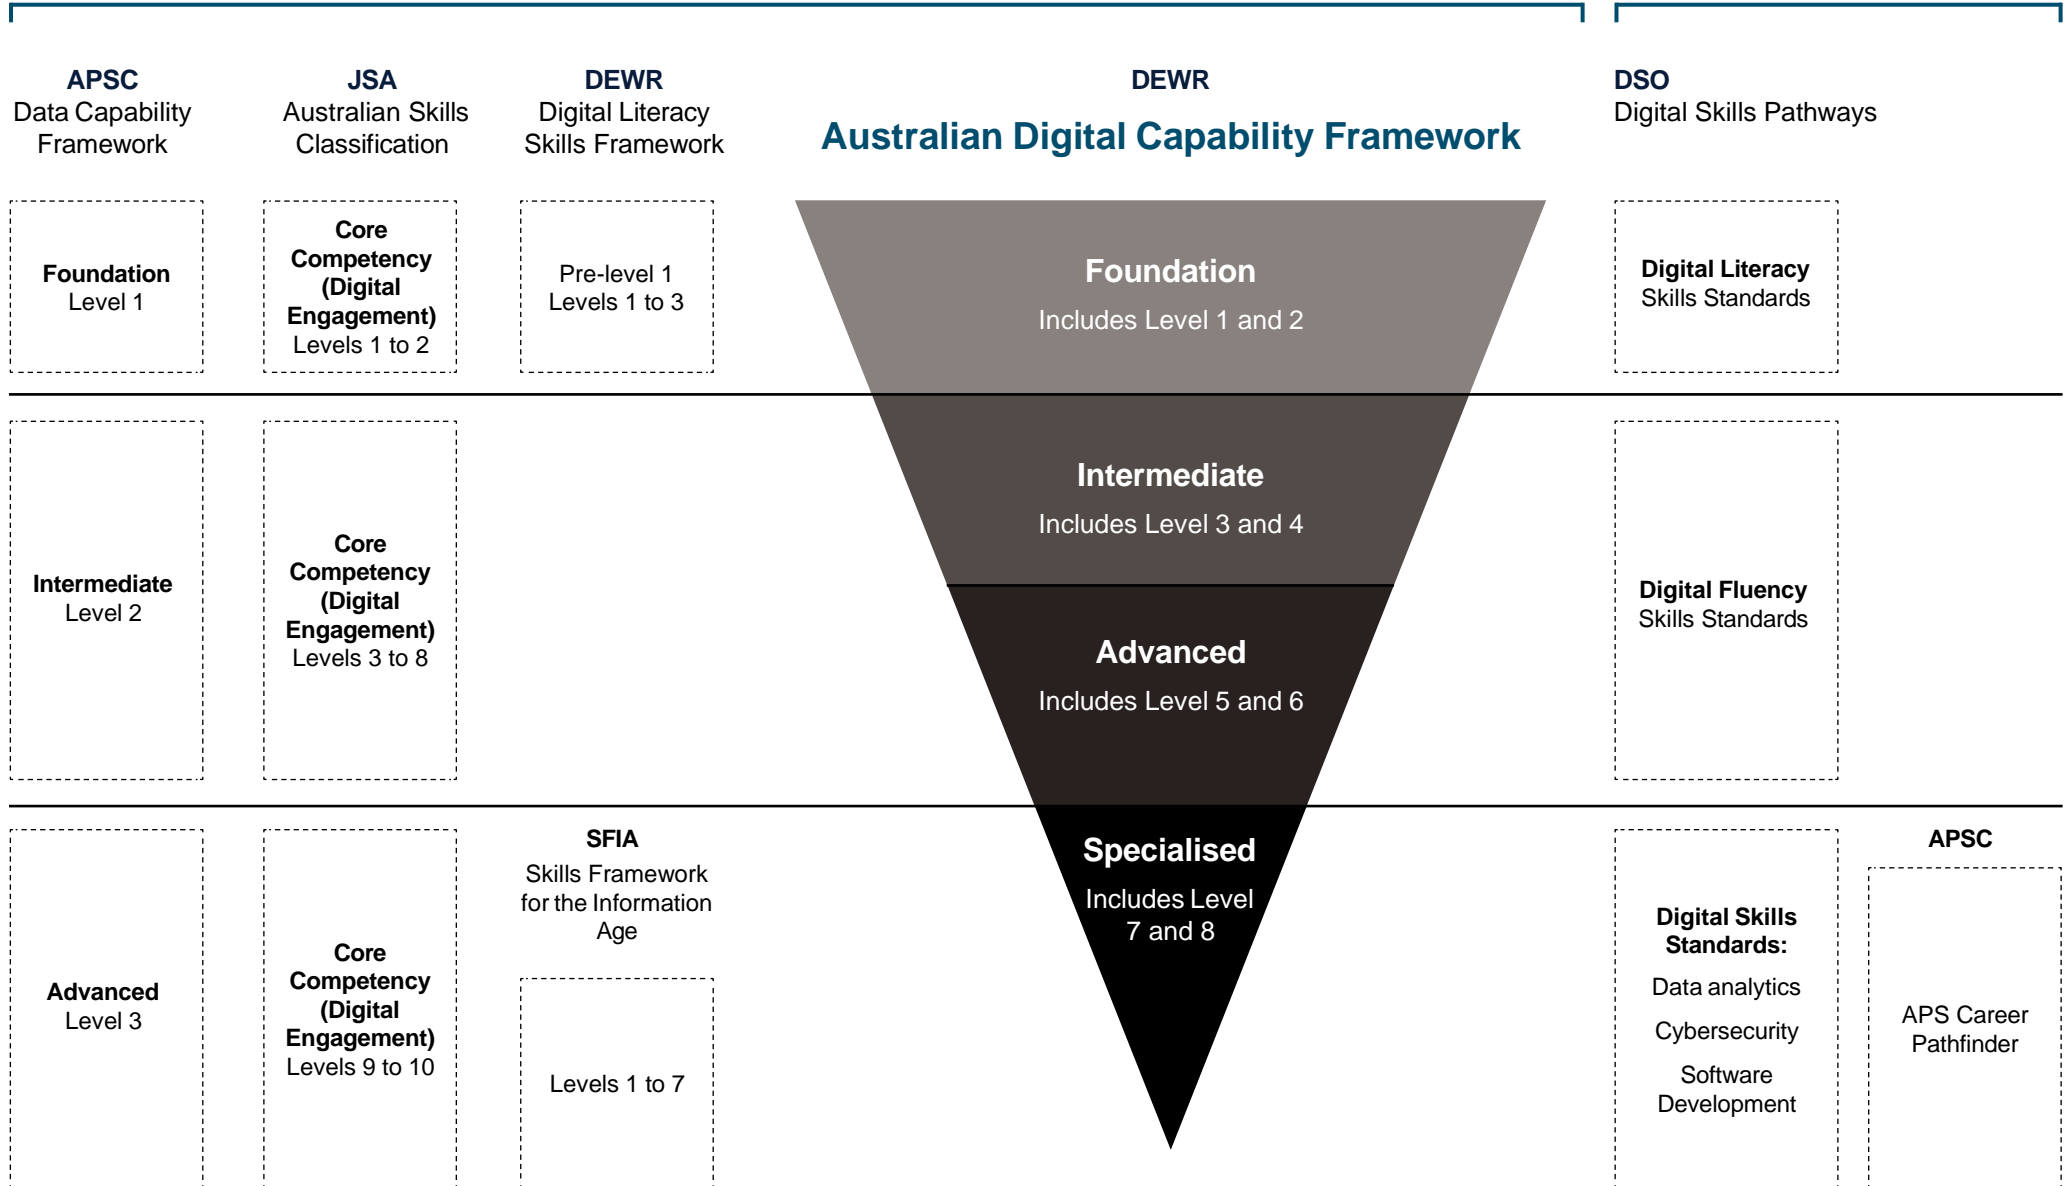 APSC
Data Capability
Framework
JSA
Australian Skills
Classification
DEWR
Digital Literacy
Skills Framework
DEWR
Australian Digital Capability Framework
DSO
Digital Skills Pathways
Foundation
Level 1
Core
Competency
(Digital
Engagement)
Levels 1 to 2
Pre-level 1
Levels 1 to 3
Foundation
Includes Level 1 and 2
Digital Literacy
Skills Standards
Intermediate
Level 2
Core
Competency
(Digital
Engagement)
Levels 3 to 8
Intermediate
Includes Level 3 and 4
Advanced
Includes Level 5 and 6
Digital Fluency
Skills Standards
Advanced
Level 3
Core
Competency
(Digital
Engagement)
Levels 9 to 10
SFIA
Skills Framework
for the Information
Age
Levels 1 to 7
Specialised
Includes Level
7 and 8
Digital Skills
Standards:
Data analytics
Cybersecurity
Software
Development
APSC
APS Career
Pathfinder